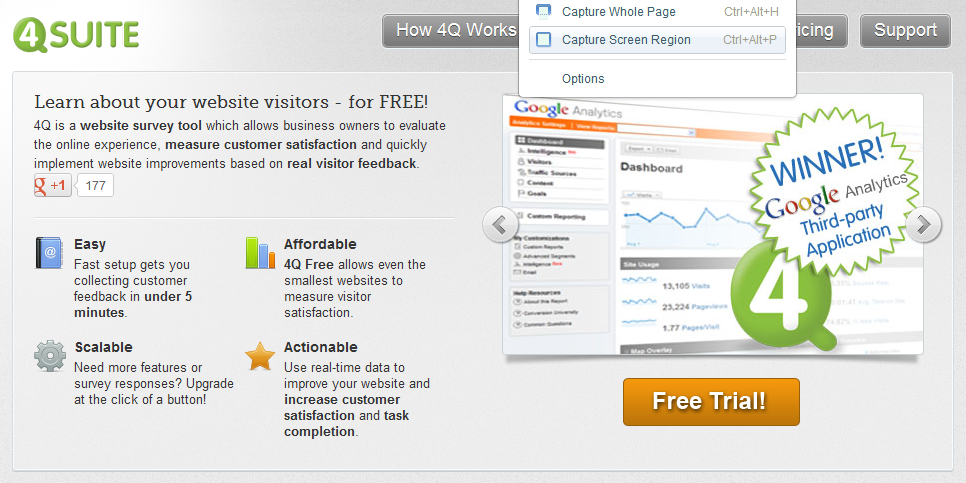 4Q SUITE
How 4Q Works
Support
Capture Whole Page Ctrl+Alt+H
Capture Screen Region Ctrl+Alt+P
Options
Learn about your website visitors - for FREE!
4Q is a website survey tool which allows business owners to evaluate
the online experience, measure customer satisfaction and quickly
implement website improvements based on real visitor feedback.
g +1 177
Easy
Fast setup gets you
collecting customer
feedback in under 5
minutes.
Affordable
4Q Free allows even the
smallest websites to
measure visitor
satisfaction.
Scalable
Need more features or
survey responses? Upgrade
at the click of a button!
Actionable
Use real-time data to
improve your website and
increase customer
satisfaction and task
completion.
Google Analytics
Analytics Settings | View Reports
Dashboard
Intelligence
Visitors
Traffic Sources
Content
Goals
Custom Reporting
My Customizations
Custom Reports
Advanced Segments
Intelligence
Email
Help Resources
About this Report
Conversion University
Common Questions
Export
Email
Dashboard
Visits
Site Usage
13,105 Visits
23,224 Pageviews
1.77 Pages/Visit
Map Overlay
WINNER!
Google Analytics
Third-party
Application
4
Free Trial!